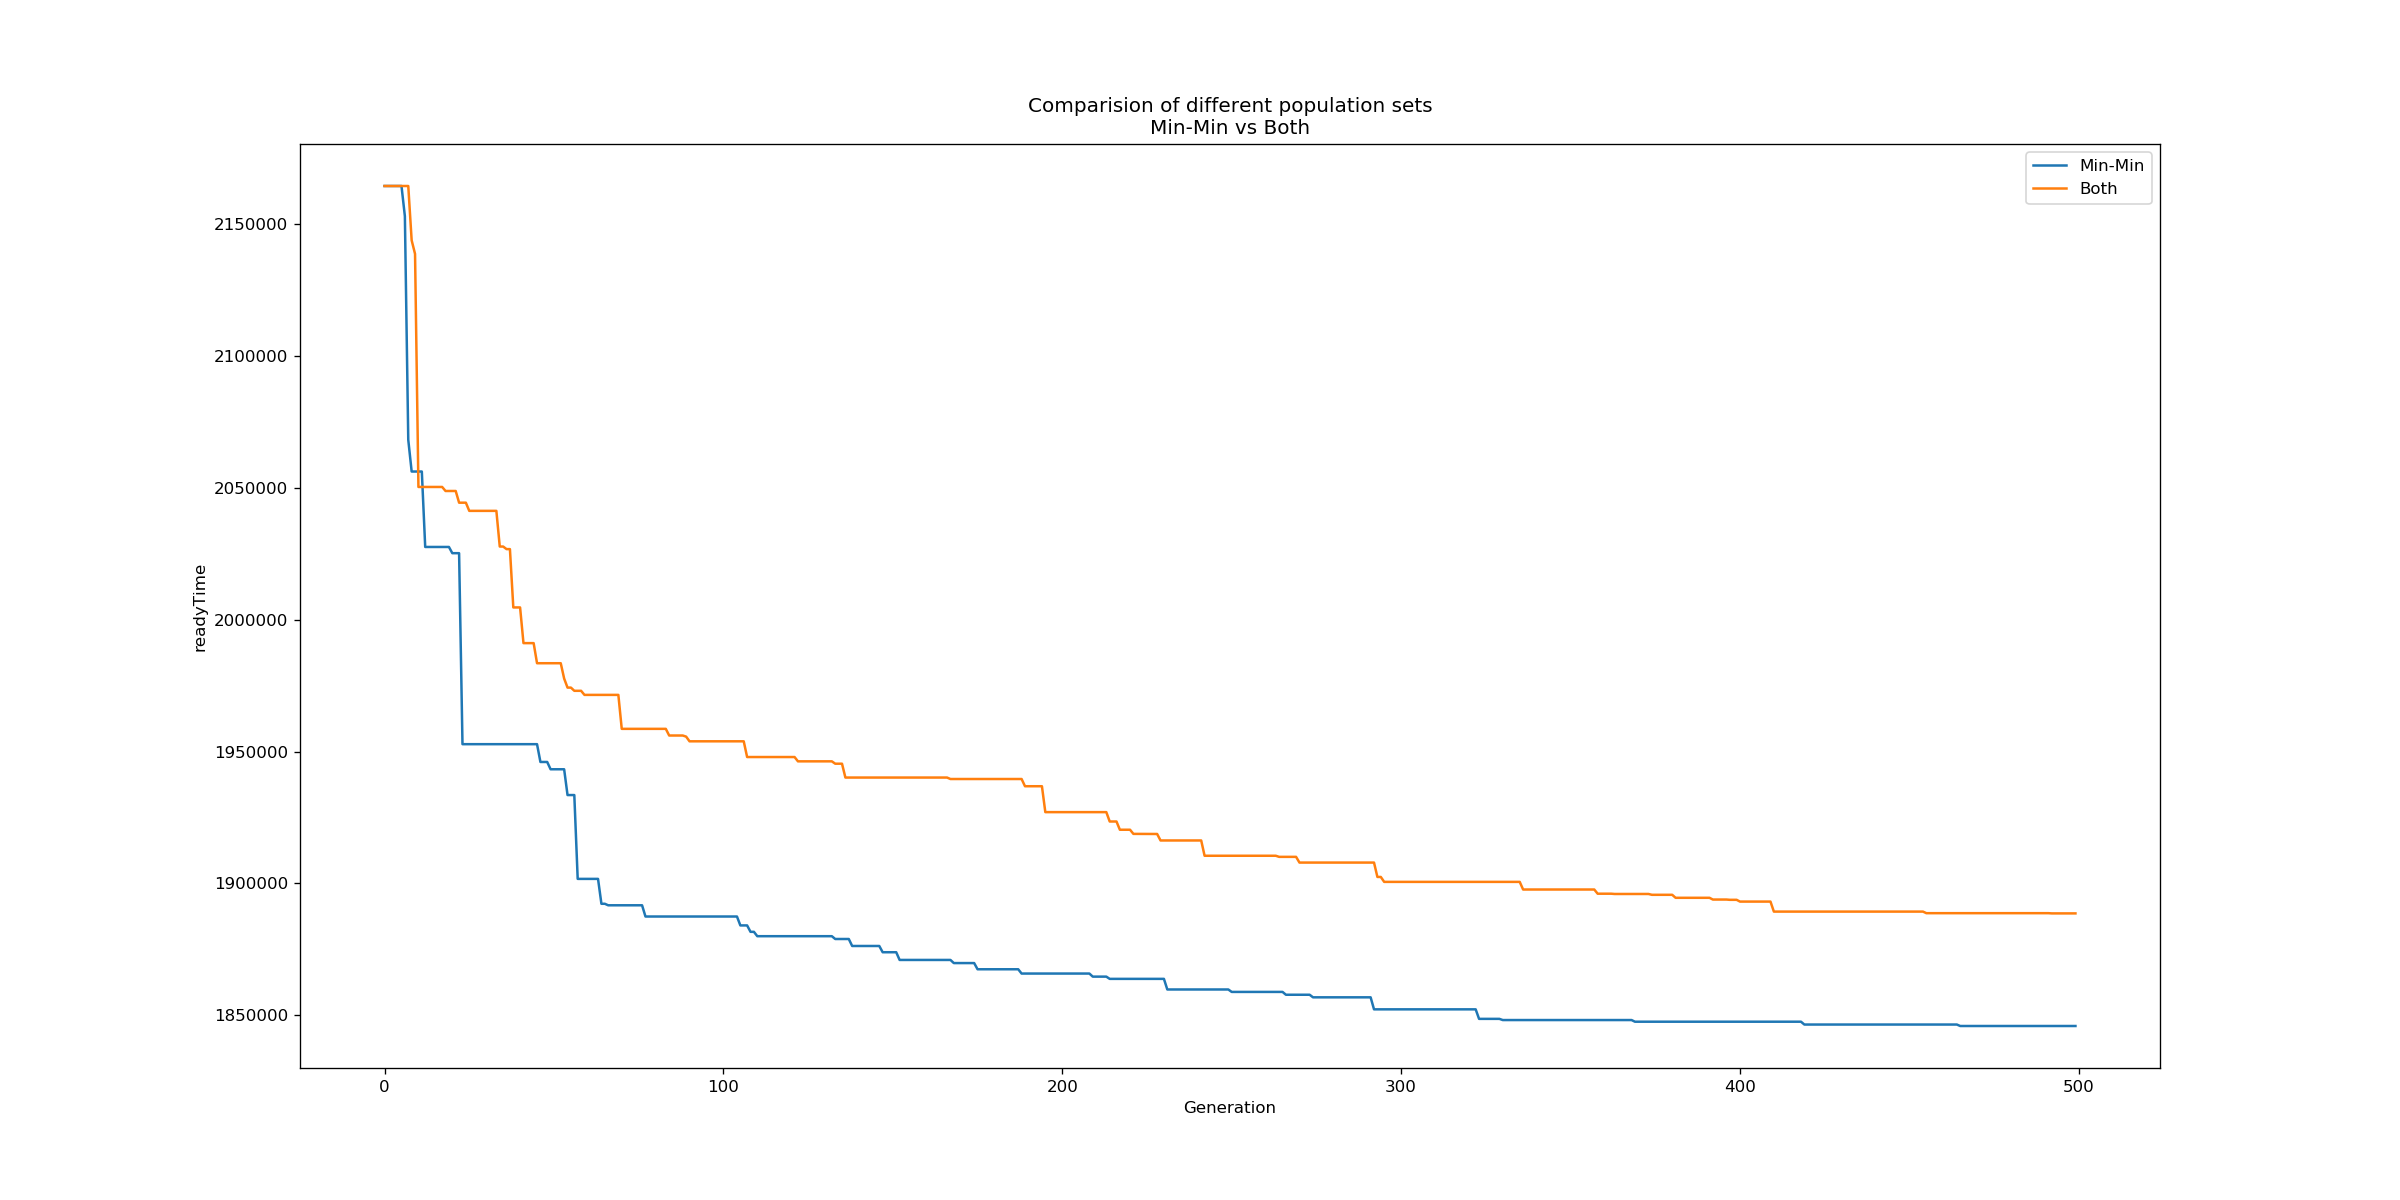 Comparision of different population sets
Min-Min vs Both
Min-Min
Both
readyTime
2150000
2100000
2050000
2000000
1950000
1900000
1850000
0 100 200 300 400 500
Generation